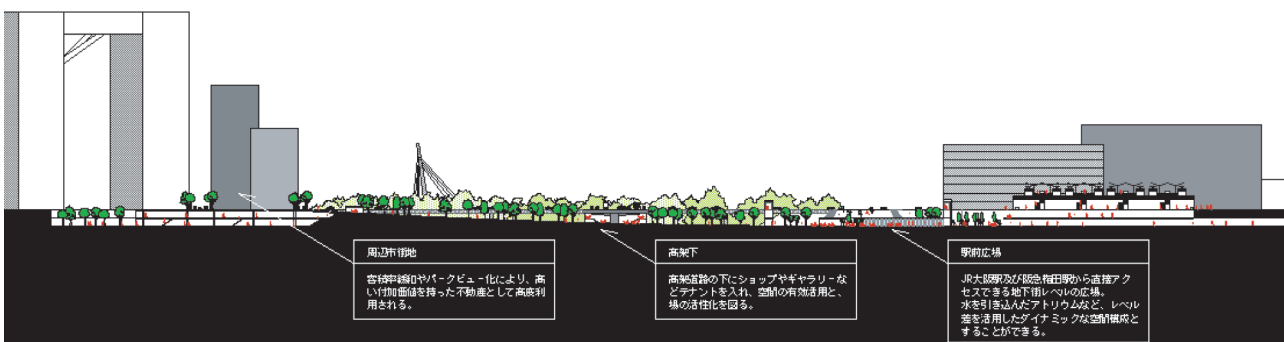 周辺市街地
容積率緩和やパークビュー化により、高
い付加価値を持った不動産として高度利
用される。
高架下
高架道路の下にショップやギャラリーな
どテナントを入れ、空間の有効活用と、
場の活性化を図る。
駅前広場
JR大阪駅及び阪急梅田駅から直接アク
セスできる地下街レベルの広場。
水を引き込んだアトリウムなど、レベル
差を活用したダイナミックな空間構成と
することができる。